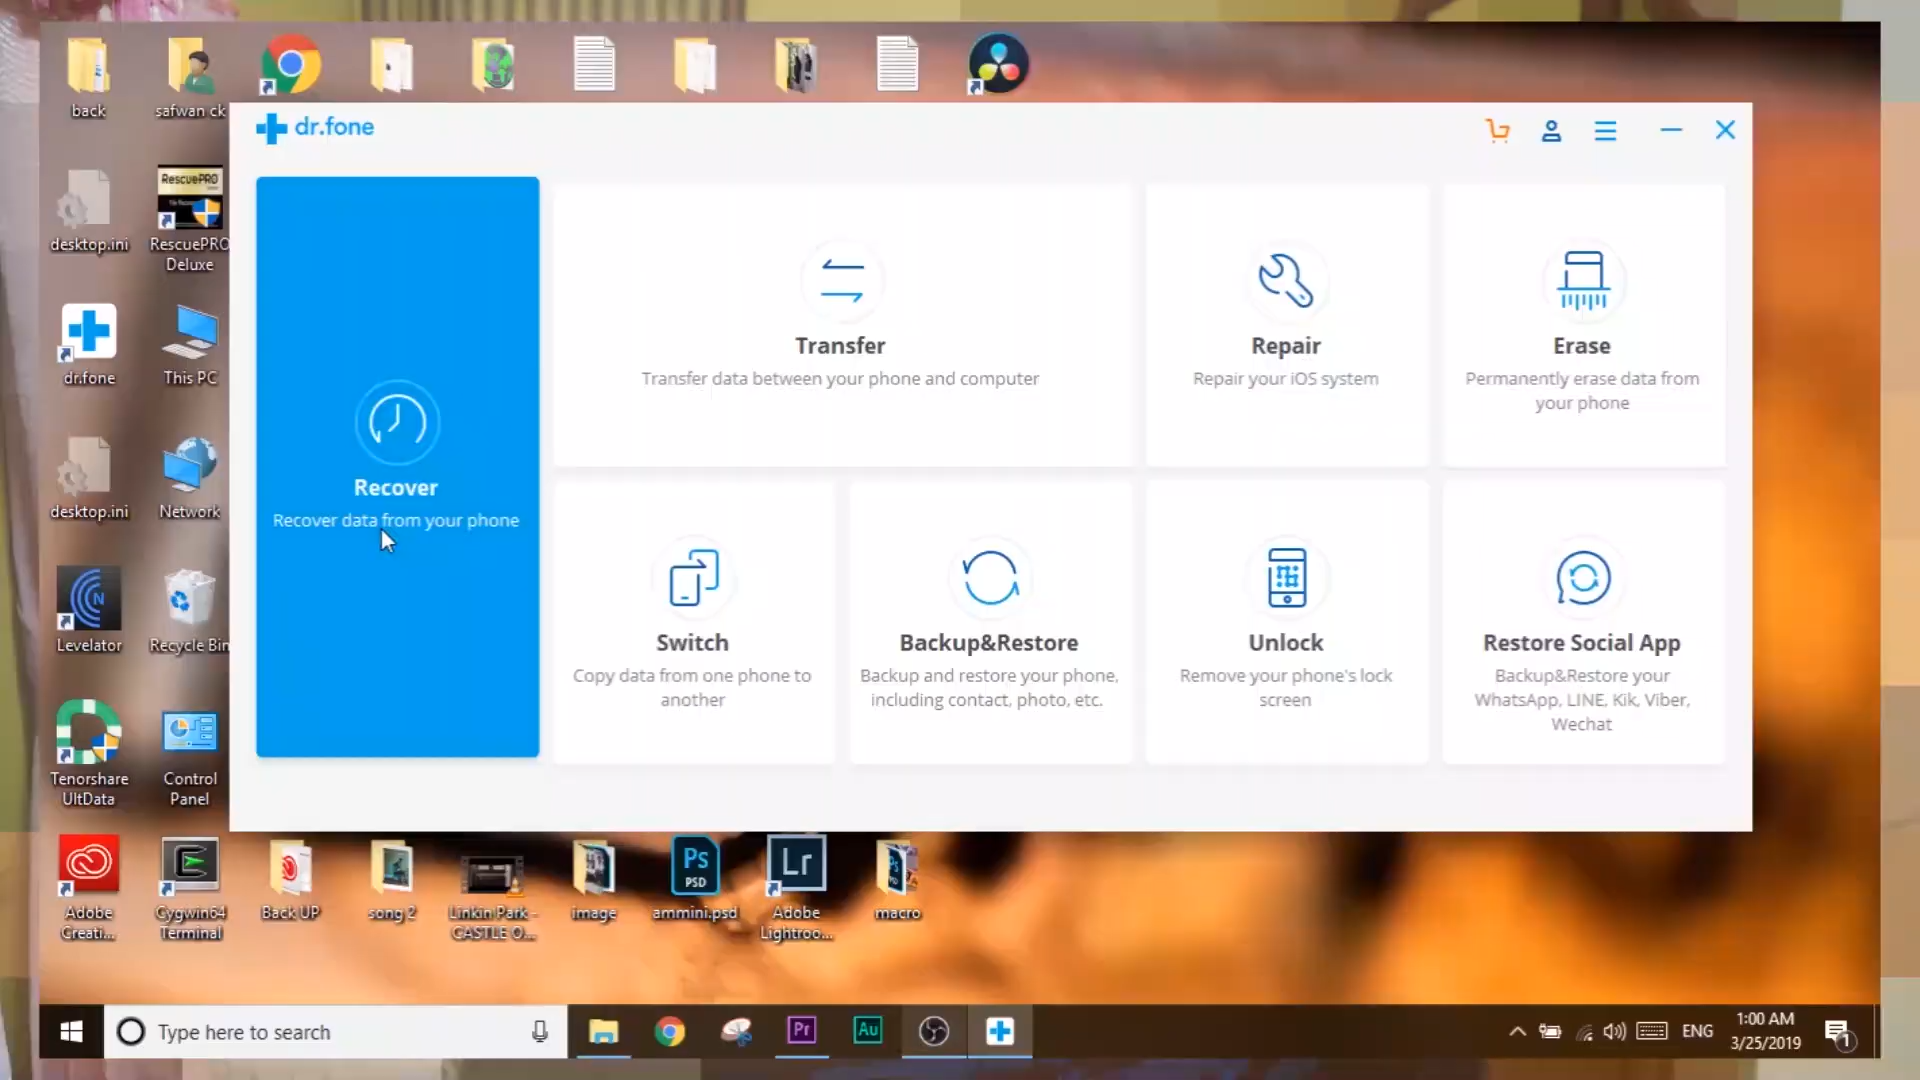 back
safwan ck
dr.fone
desktop.ini
RescuePRO
RescuePRO
Deluxe
dr.fone
This PC
desktop.ini
Network
Levelator
Recycle Bin
Tenorshare
UltData
Control
Panel
Recover
Recover data from your phone
Transfer
Transfer data between your phone and computer
Repair
Repair your iOS system
Erase
Permanently erase data from
your phone
Switch
Copy data from one phone to
another
Backup&Restore
Backup and restore your phone,
including contact, photo, etc.
Unlock
Remove your phone's lock
screen
Restore Social App
Backup&Restore your
WhatsApp, LINE, Kik, Viber,
Wechat
Ps
PSD
Lr
Adobe
Creati...
Cygwin64
Terminal
Back UP
song 2
Linkin Park -
CASTLE O...
image
ammini.psd
Adobe
Lightroo...
macro
Type here to search
Pr
Au
ENG
1:00 AM
3/25/2019
1